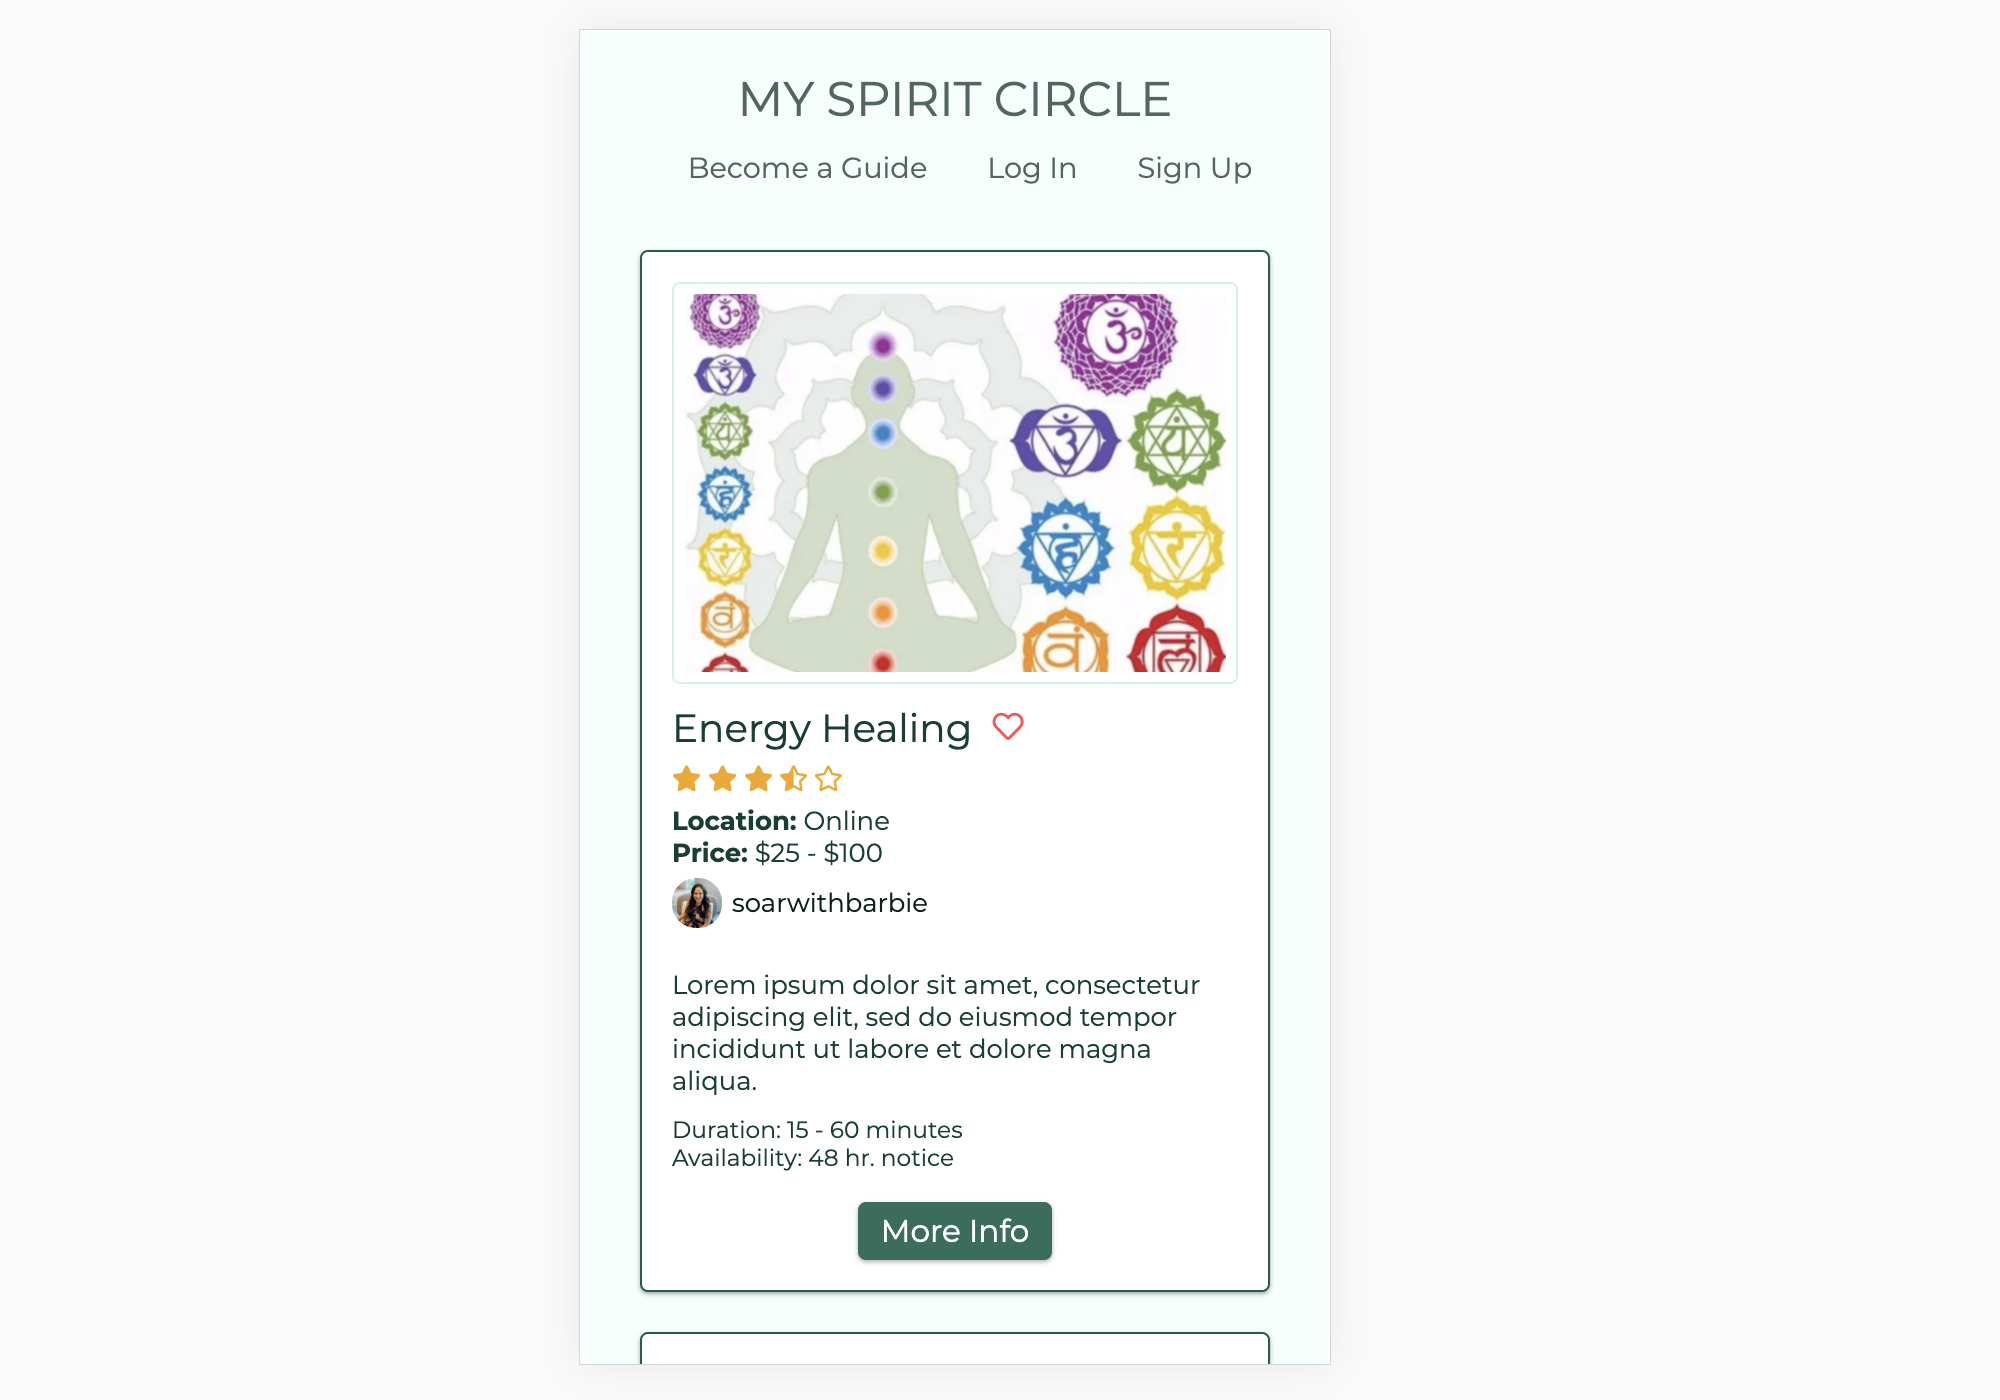 MY SPIRIT CIRCLE
Become a Guide Log In Sign Up
ॐ
ॐ
३
३
यं
यं
हं
हं
रं
रं
वं
वं
लं
Energy Healing
Location: Online
Price: $25 - $100
soarwithbarbie
Lorem ipsum dolor sit amet, consectetur
adipiscing elit, sed do eiusmod tempor
incididunt ut labore et dolore magna
aliqua.
Duration: 15 - 60 minutes
Availability: 48 hr. notice
More Info